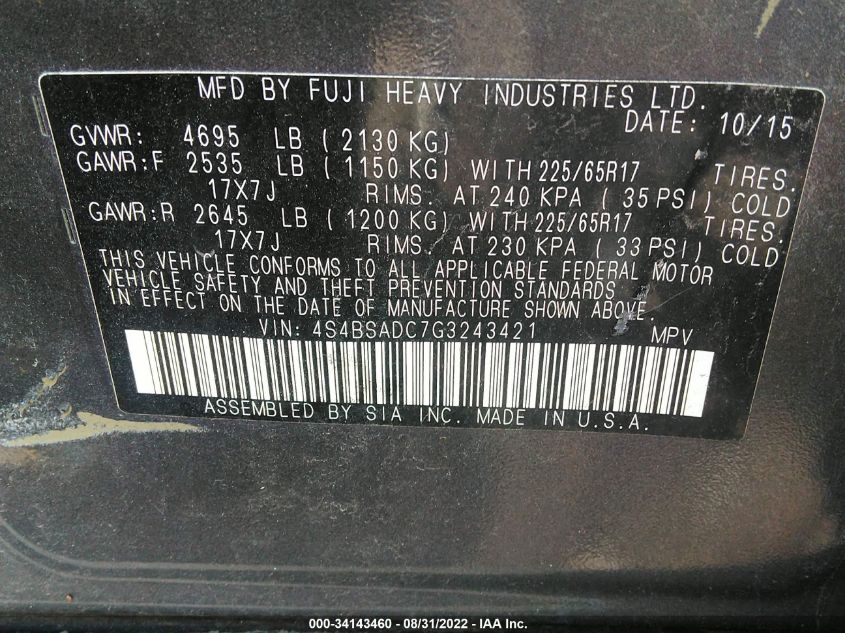 MFD BY FUJI HEAVY INDUSTRIES LTD.
DATE: 10/15
GVWR: 4695 LB ( 2130 KG)
GAWR:F 2535 LB ( 1150 KG) WITH 225/65R17 TIRES.
17X7J RIMS. AT 240 KPA ( 35 PSI) COLD
GAWR:R 2645 LB ( 1200 KG) WITH 225/65R17 TIRES.
17X7J RIMS. AT 230 KPA ( 33 PSI) COLD
THIS VEHICLE CONFORMS TO ALL APPLICABLE FEDERAL MOTOR
VEHICLE SAFETY AND THEFT PREVENTION STANDARDS
IN EFFECT ON THE DATE OF MANUFACTURE SHOWN ABOVE.
VIN: 4S4BSADC7G3243421 MPV
ASSEMBLED BY SIA INC. MADE IN U.S.A.
000-34143460 - 08/31/2022 - IAA Inc.